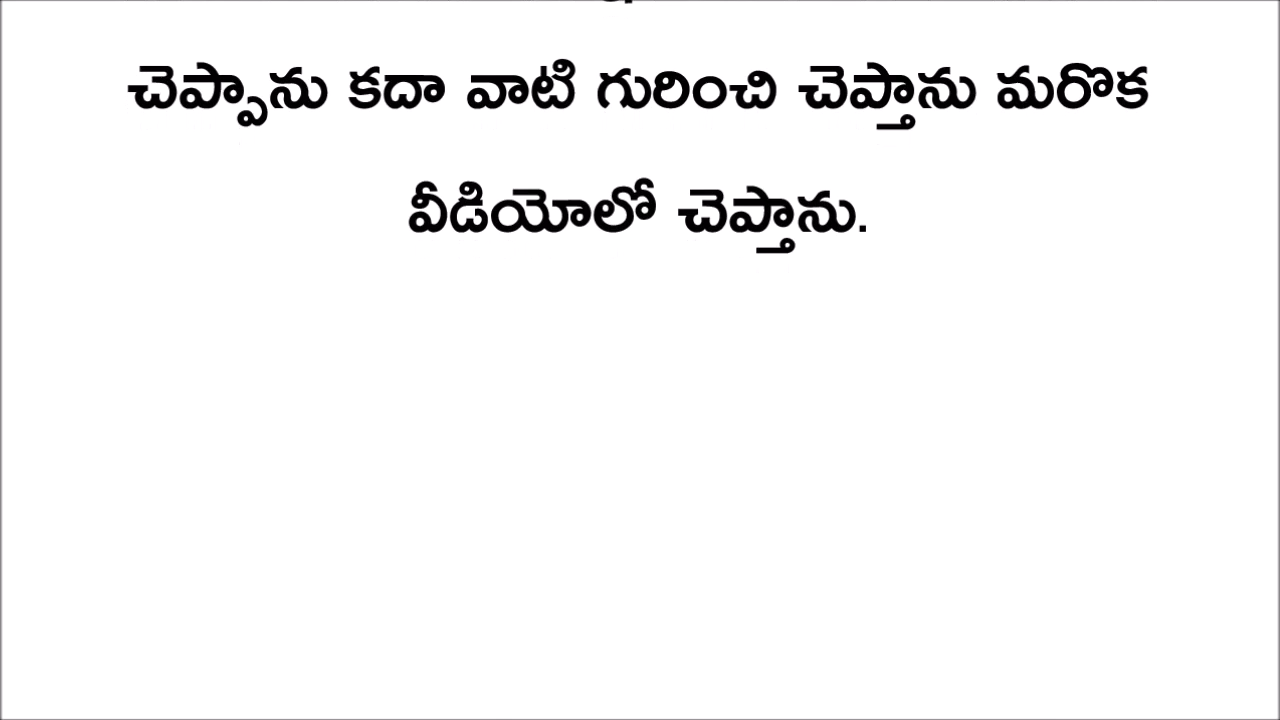 చెప్పాను కదా వాటి గురించి చెప్తాను మరొక
వీడియోలో చెప్తాను.